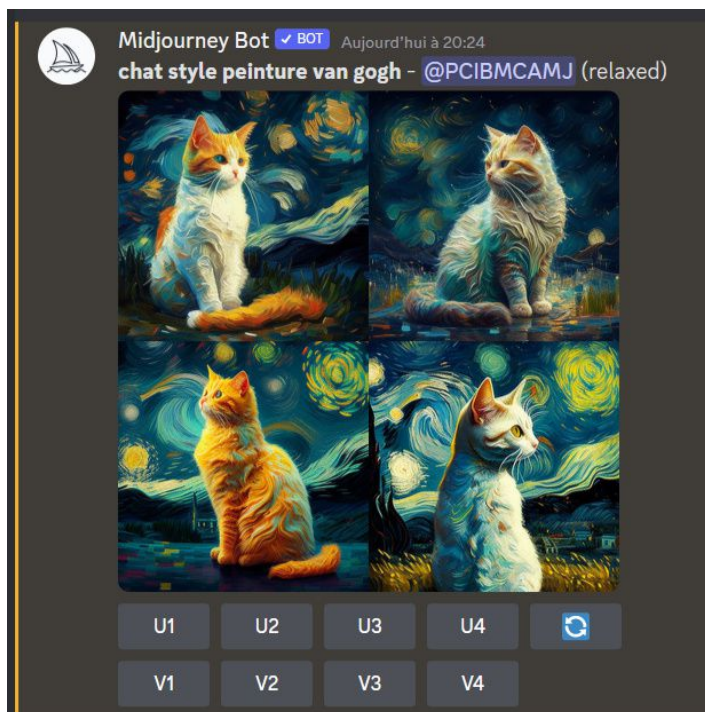 Midjourney Bot ✓ BOT Aujourd'hui à 20:24
chat style peinture van gogh - @PCIBMCAMJ (relaxed)
U1 U2 U3 U4
V1 V2 V3 V4